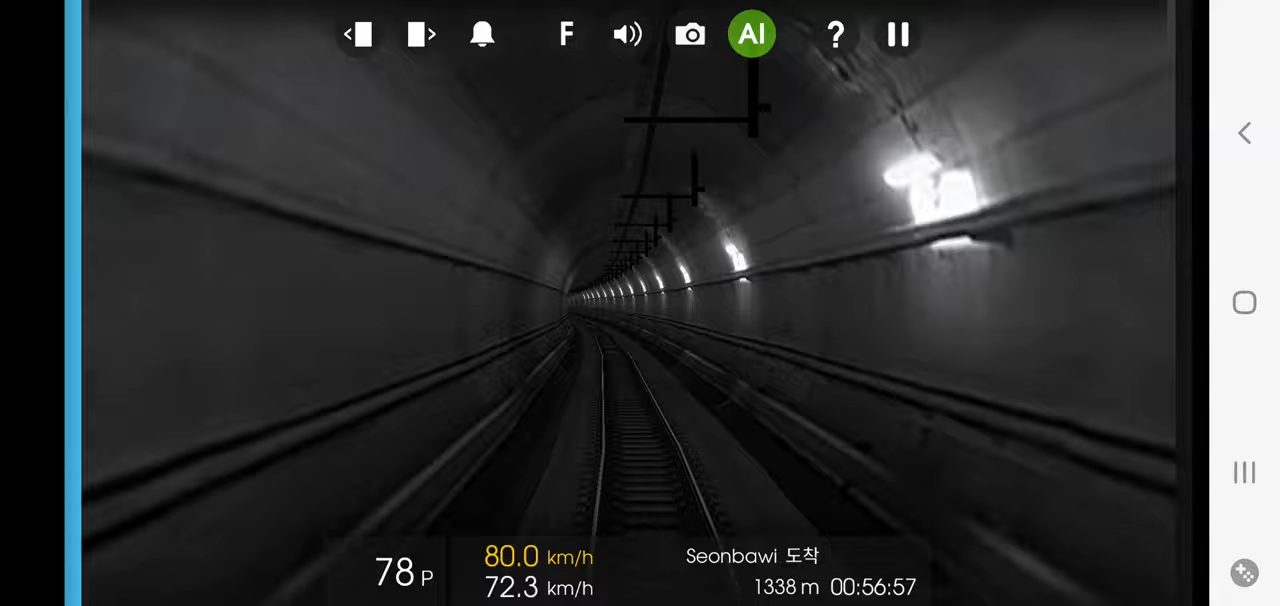 F AI ?
78 P
80.0 km/h
72.3 km/h
Seonbawi 도착
1338 m 00:56:57